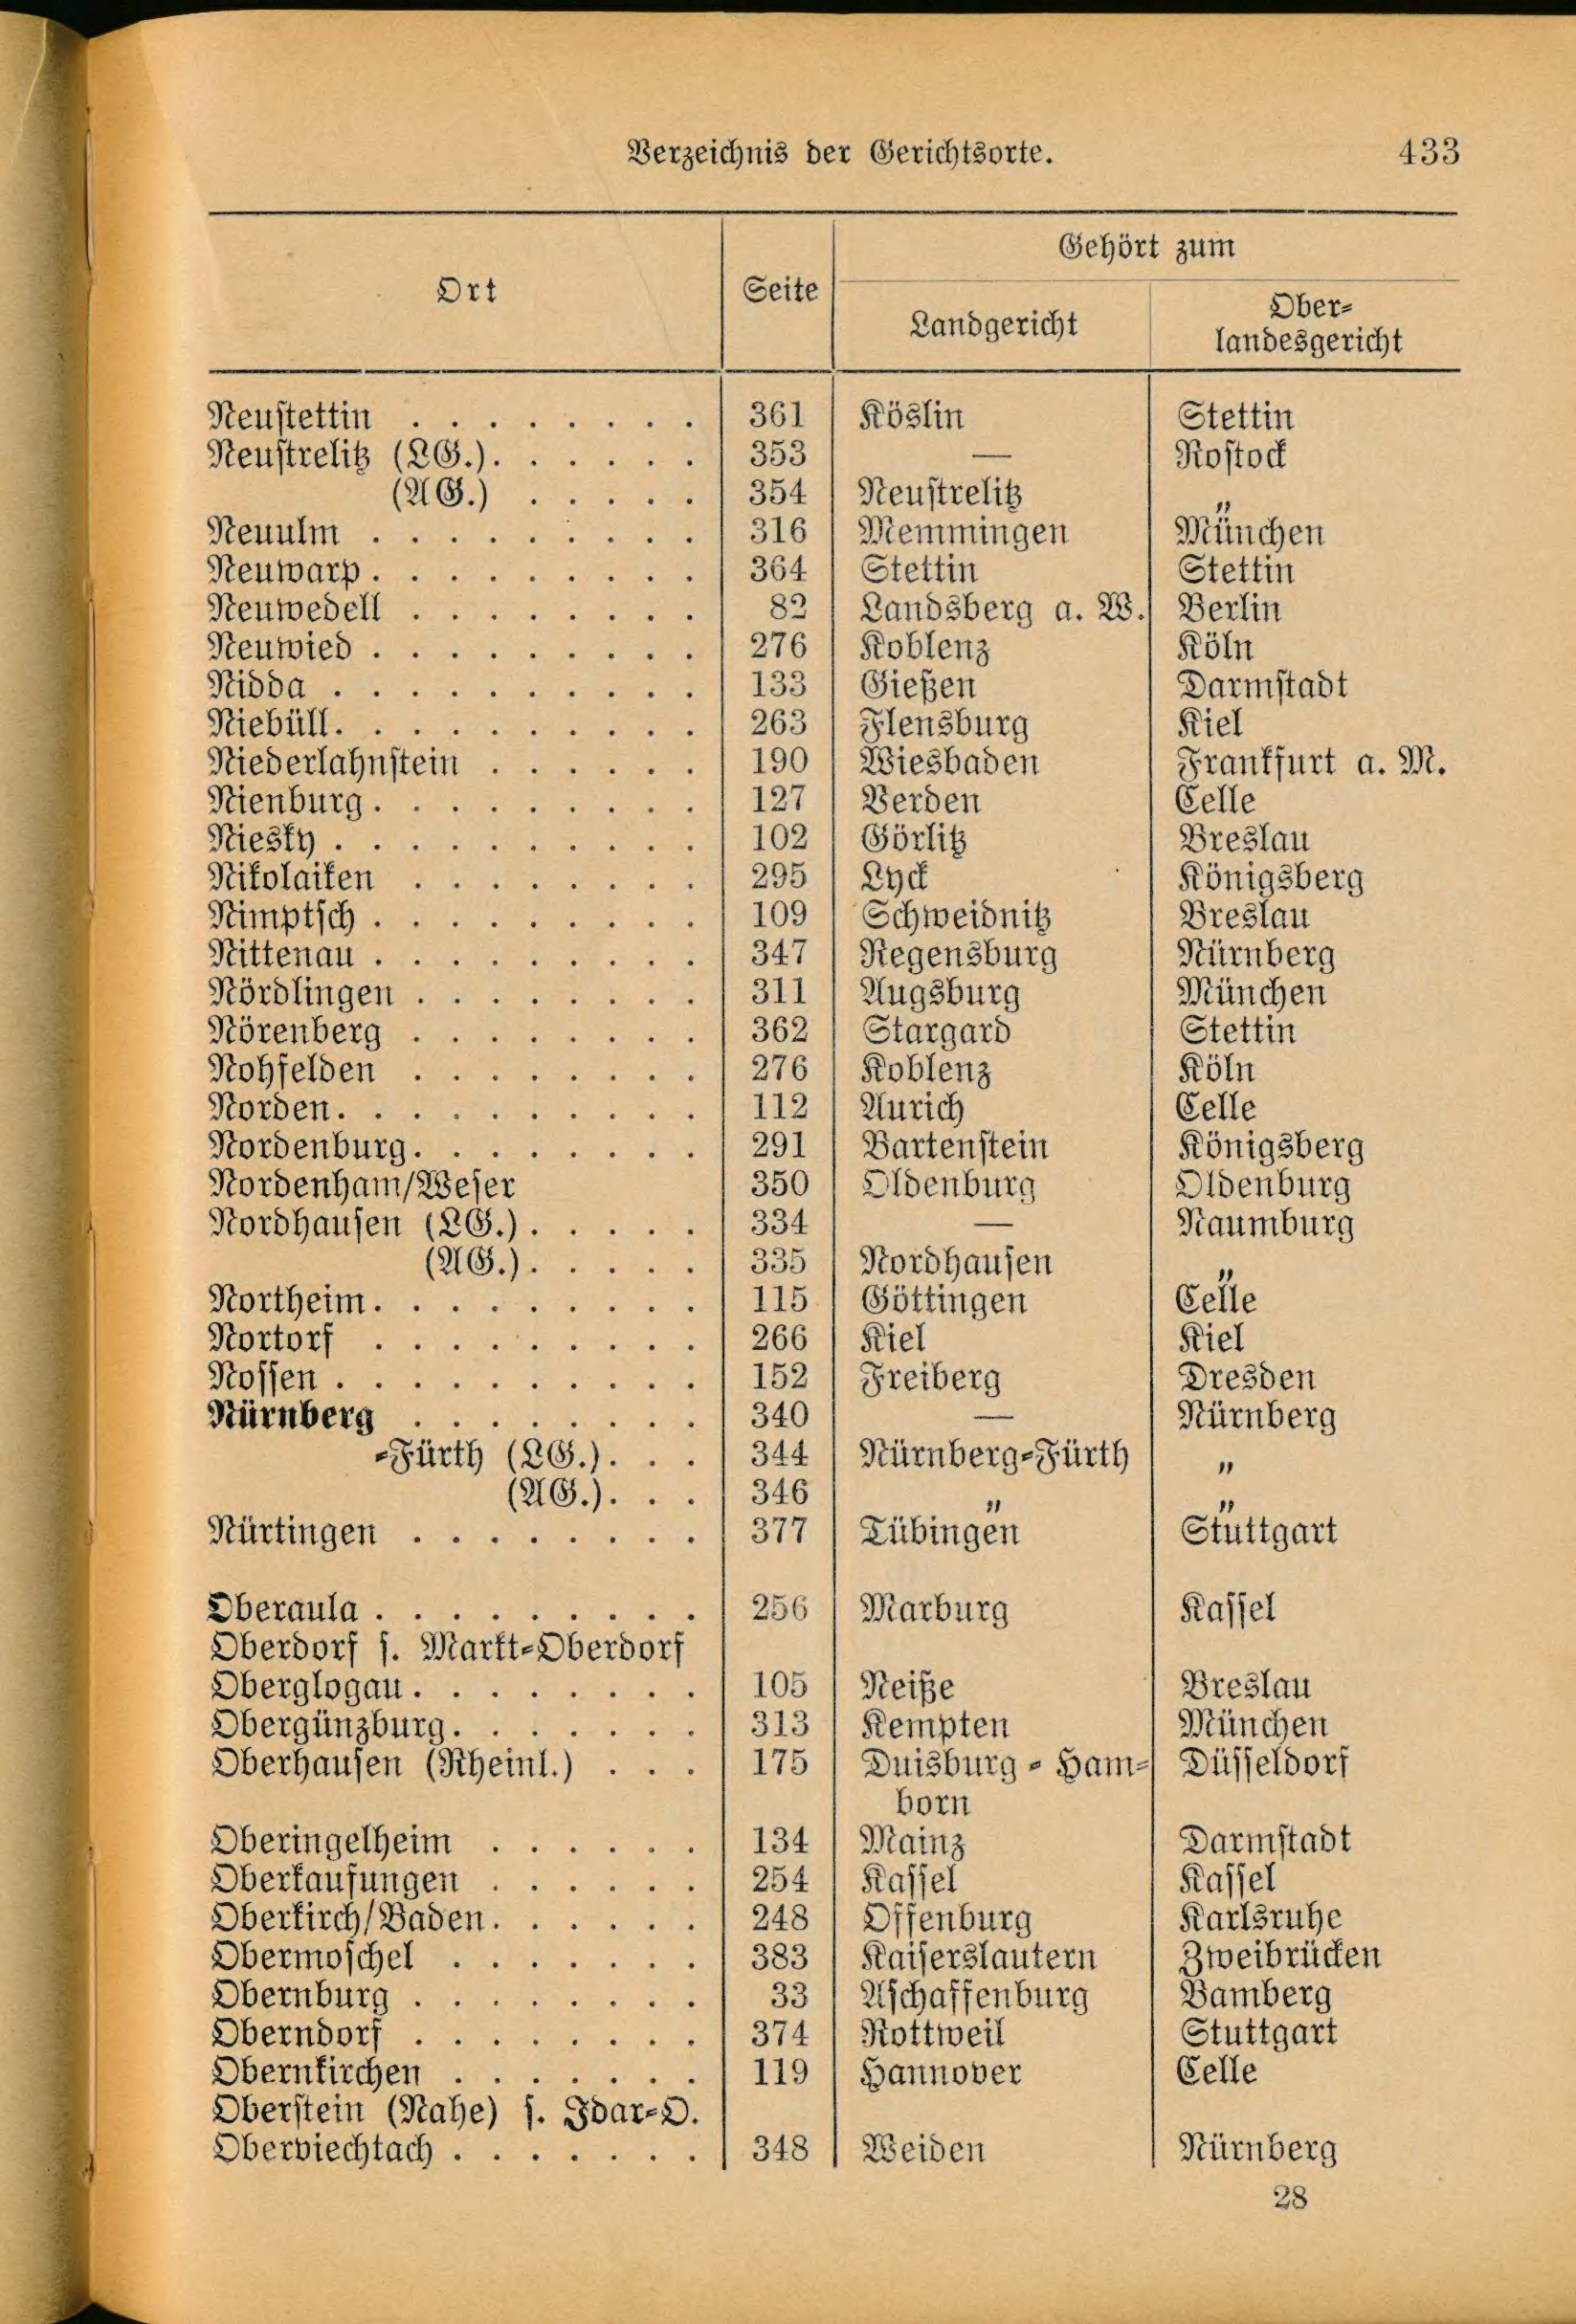 Verzeichnis der Gerichtsorte. 433
Ort Seite Gehört zum
Landgericht Ober-
landesgericht
Neustettin . . . . . . . . 361 Köslin Stettin
Neustrelitz (LG.) . . . . . . 353 — Rostock
(AG.) . . . . . 354 Neustrelitz "
Neuulm . . . . . . . . . 316 Memmingen München
Neuwarp . . . . . . . . . 364 Stettin Stettin
Neuwedell . . . . . . . . 82 Landsberg a. W. Berlin
Neuwied . . . . . . . . . 276 Koblenz Köln
Nidda . . . . . . . . . . 133 Gießen Darmstadt
Niebüll . . . . . . . . . . 263 Flensburg Kiel
Niederlahnstein . . . . . . 190 Wiesbaden Frankfurt a. M.
Nienburg . . . . . . . . . 127 Verden Celle
Niesky . . . . . . . . . . 102 Görlitz Breslau
Nikolaiken . . . . . . . . 295 Lyck Königsberg
Nimptsch . . . . . . . . . 109 Schweidnitz Breslau
Nittenau . . . . . . . . . 347 Regensburg Nürnberg
Nördlingen . . . . . . . . 311 Augsburg München
Nörenberg . . . . . . . . 362 Stargard Stettin
Nohfelden . . . . . . . . 276 Koblenz Köln
Norden . . . . . . . . . . 112 Aurich Celle
Nordenburg . . . . . . . . 291 Bartenstein Königsberg
Nordenham/Weser 350 Oldenburg Oldenburg
Nordhausen (LG.) . . . . . 334 — Naumburg
(AG.) . . . . . 335 Nordhausen "
Northeim . . . . . . . . . 115 Göttingen Celle
Nortorf . . . . . . . . . 266 Kiel Kiel
Nossen . . . . . . . . . . 152 Freiberg Dresden
Nürnberg . . . . . . . . 340 — Nürnberg
-Fürth (LG.) . . . 344 Nürnberg-Fürth "
(AG.) . . . 346 " "
Nürtingen . . . . . . . . 377 Tübingen Stuttgart
Oberaula . . . . . . . . . 256 Marburg Kassel
Oberdorf s. Markt-Oberdorf
Oberglogau . . . . . . . . 105 Neiße Breslau
Obergünzburg . . . . . . . 313 Kempten München
Oberhausen (Rheinl.) . . . 175 Duisburg - Ham- Düsseldorf
born
Oberingelheim . . . . . . 134 Mainz Darmstadt
Oberkaufungen . . . . . . 254 Kassel Kassel
Oberkirch/Baden . . . . . . 248 Offenburg Karlsruhe
Obermoschel . . . . . . . 383 Kaiserslautern Zweibrücken
Obernburg . . . . . . . . 33 Aschaffenburg Bamberg
Oberndorf . . . . . . . . 374 Rottweil Stuttgart
Obernkirchen . . . . . . . 119 Hannover Celle
Oberstein (Nahe) s. Idar-O.
Oberviechtach . . . . . . . 348 Weiden Nürnberg
28